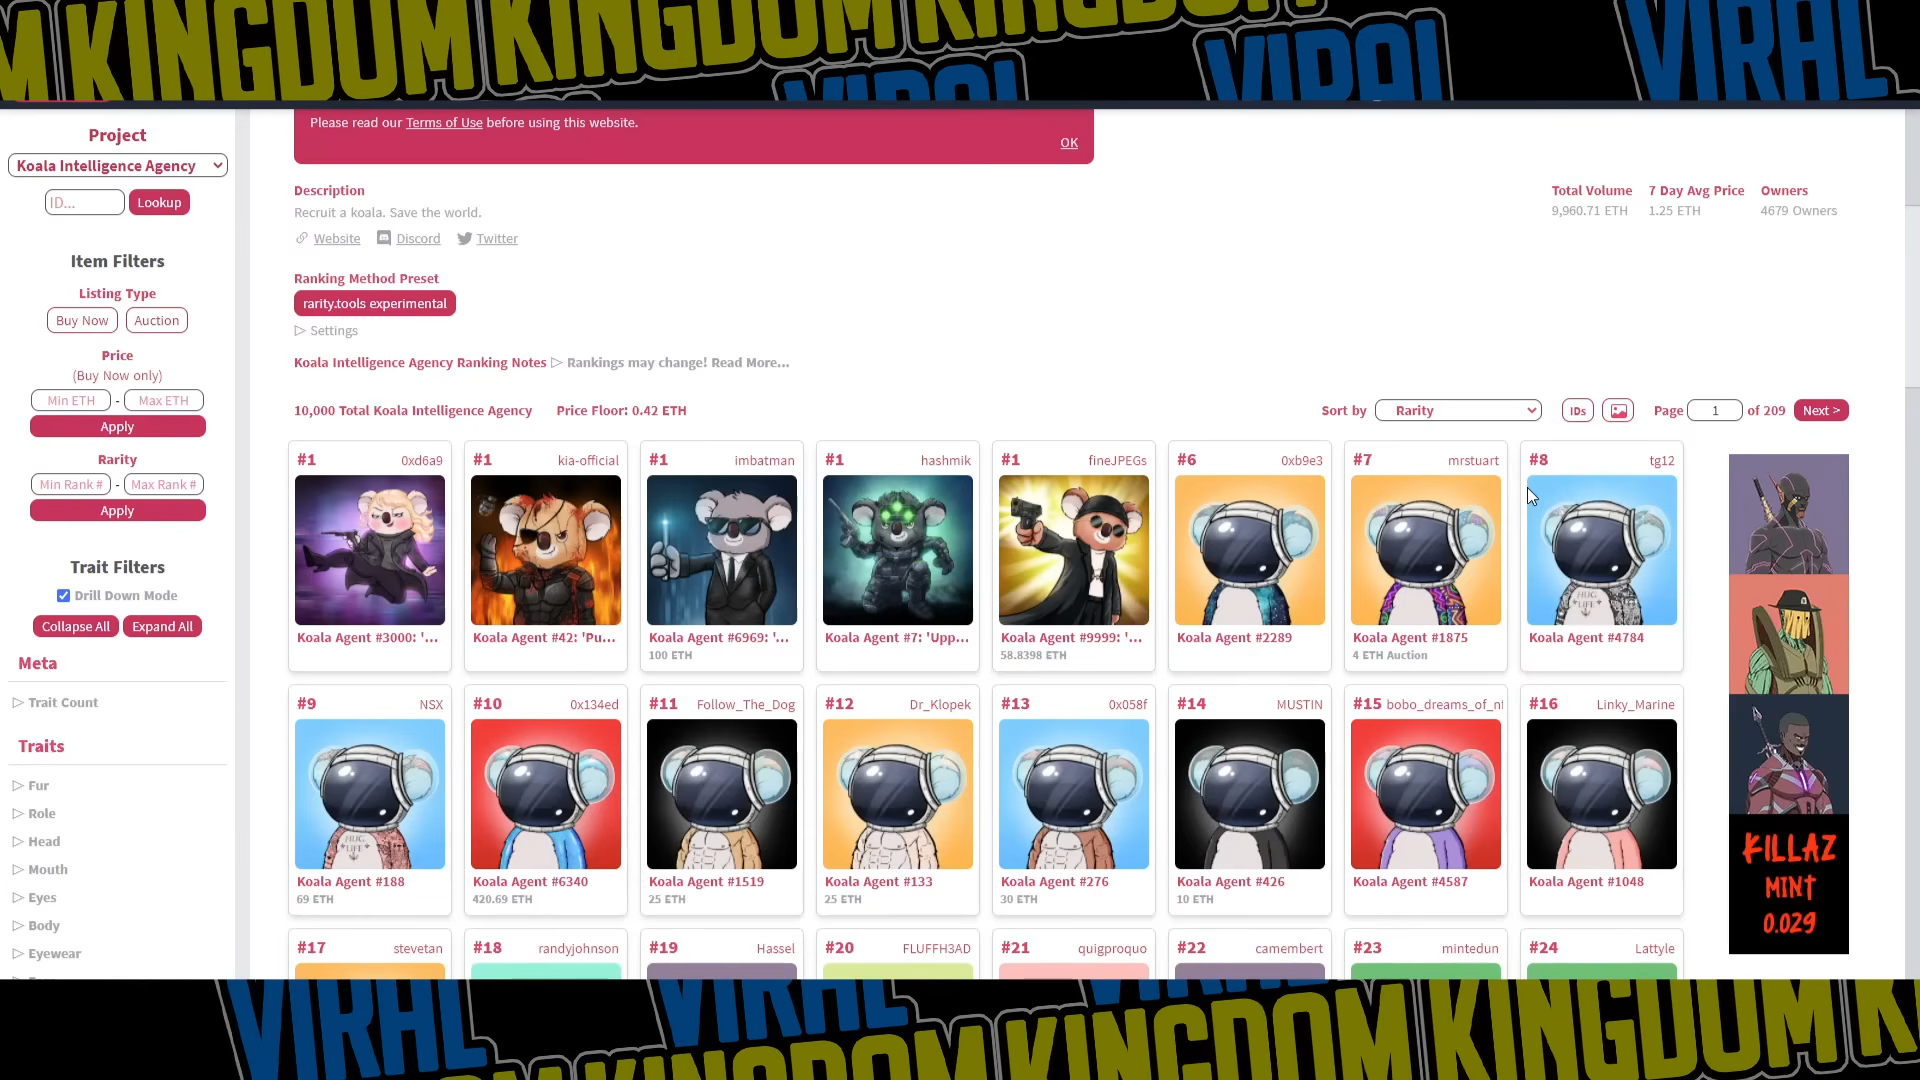 M KINGDOM KINGDOM KINGDOM
VIRAL VIRAL VIRAL
Project
Koala Intelligence Agency
ID... Lookup
Item Filters
Listing Type
Buy Now Auction
Price
(Buy Now only)
Min ETH - Max ETH
Apply
Rarity
Min Rank # - Max Rank #
Apply
Trait Filters
Drill Down Mode
Collapse All Expand All
Meta
Trait Count
Traits
Fur
Role
Head
Mouth
Eyes
Body
Eyewear
Please read our Terms of Use before using this website.
OK
Description
Recruit a koala. Save the world.
Website Discord Twitter
Total Volume 7 Day Avg Price Owners
9,960.71 ETH 1.25 ETH 4679 Owners
Ranking Method Preset
rarity.tools experimental
Settings
Koala Intelligence Agency Ranking Notes Rankings may change! Read More...
10,000 Total Koala Intelligence Agency Price Floor: 0.42 ETH Sort by Rarity IDs Page 1 of 209 Next >
#1 0xd6a9 #1 kia-official #1 imbatman #1 hashmik #1 fineJPEGs #6 0xb9e3 #7 mrstuart #8 tg12
HUG
LIFE
Koala Agent #3000: '... Koala Agent #42: 'Pu... Koala Agent #6969: '... Koala Agent #7: 'Upp... Koala Agent #9999: '... Koala Agent #2289 Koala Agent #1875 Koala Agent #4784
100 ETH 58.8398 ETH 4 ETH Auction
#9 NSX #10 0x134ed #11 Follow_The_Dog #12 Dr_Klopek #13 0x058f #14 MUSTIN #15 bobo_dreams_of_nf #16 Linky_Marine
HUG
LIFE
Koala Agent #188 Koala Agent #6340 Koala Agent #1519 Koala Agent #133 Koala Agent #276 Koala Agent #426 Koala Agent #4587 Koala Agent #1048
69 ETH 420.69 ETH 25 ETH 25 ETH 30 ETH 10 ETH
#17 stevetan #18 randyjohnson #19 Hassel #20 FLUFFH3AD #21 quigproquo #22 camembert #23 mintedun #24 Lattyle
KILLAZ
MINT
0.029
VIRAL VIRAL VIRAL
KINGDOM KINGDOM KINGDOM K